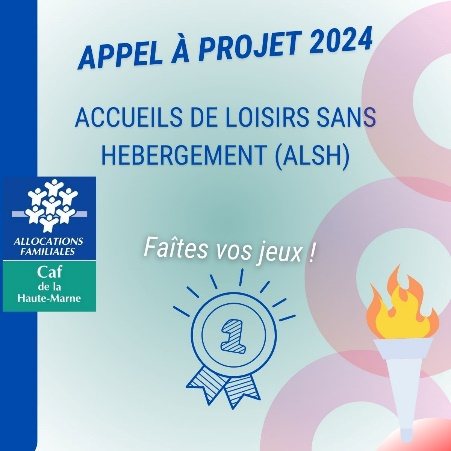 APPEL À PROJET 2024
ACCUEILS DE LOISIRS SANS
HEBERGEMENT (ALSH)
ALLOCATIONS
FAMILIALES
Caf
de la
Haute-Marne
Faîtes vos jeux !
1